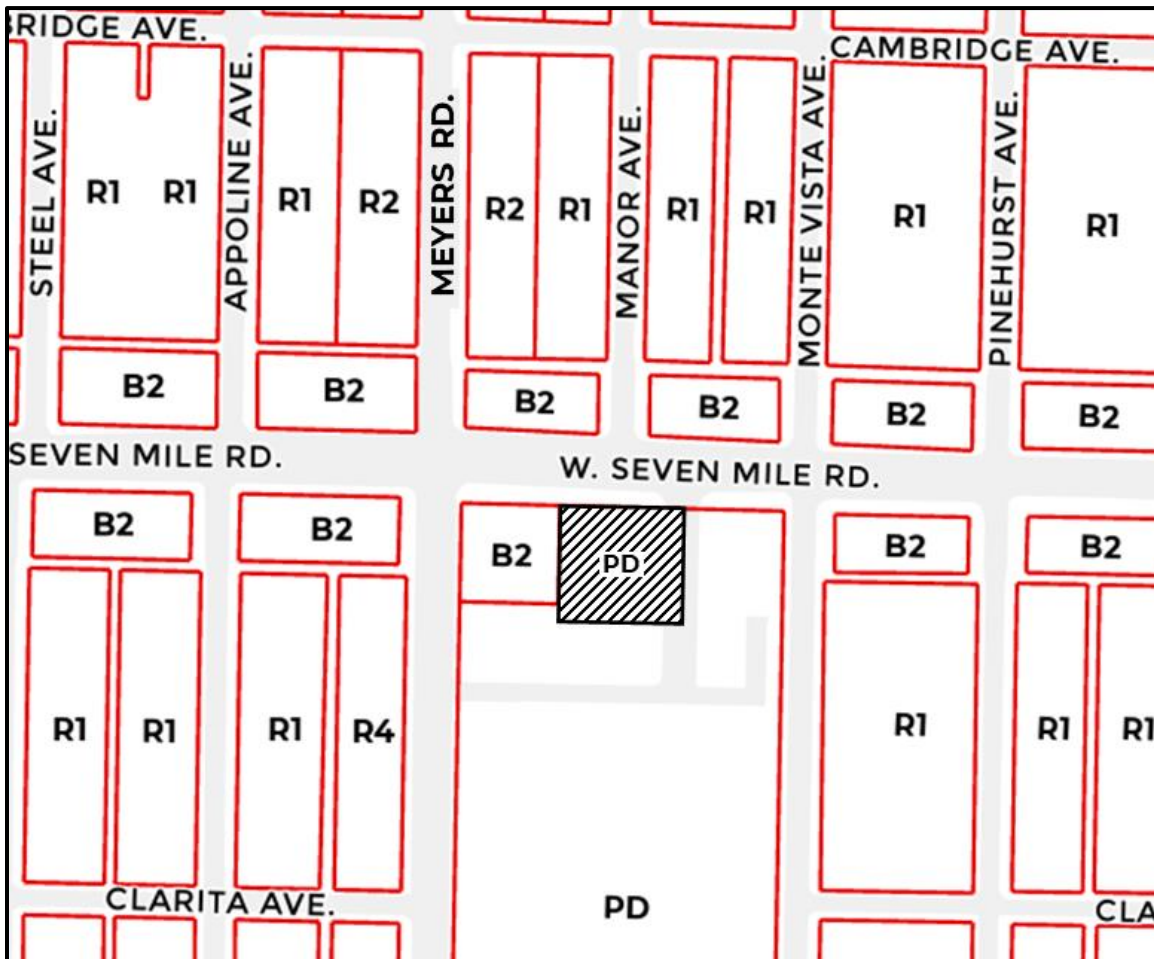 BRIDGE AVE.
CAMBRIDGE AVE.
STEEL AVE.
APPOLINE AVE.
MEYERS RD.
MANOR AVE.
MONTE VISTA AVE.
PINEHURST AVE.
R1
R1
R1
R2
R2
R1
R1
R1
R1
R1
B2
B2
B2
B2
B2
B2
SEVEN MILE RD.
W. SEVEN MILE RD.
B2
B2
B2
PD
B2
B2
R1
R1
R1
R4
R1
R1
R1
CLARITA AVE.
PD
CLA